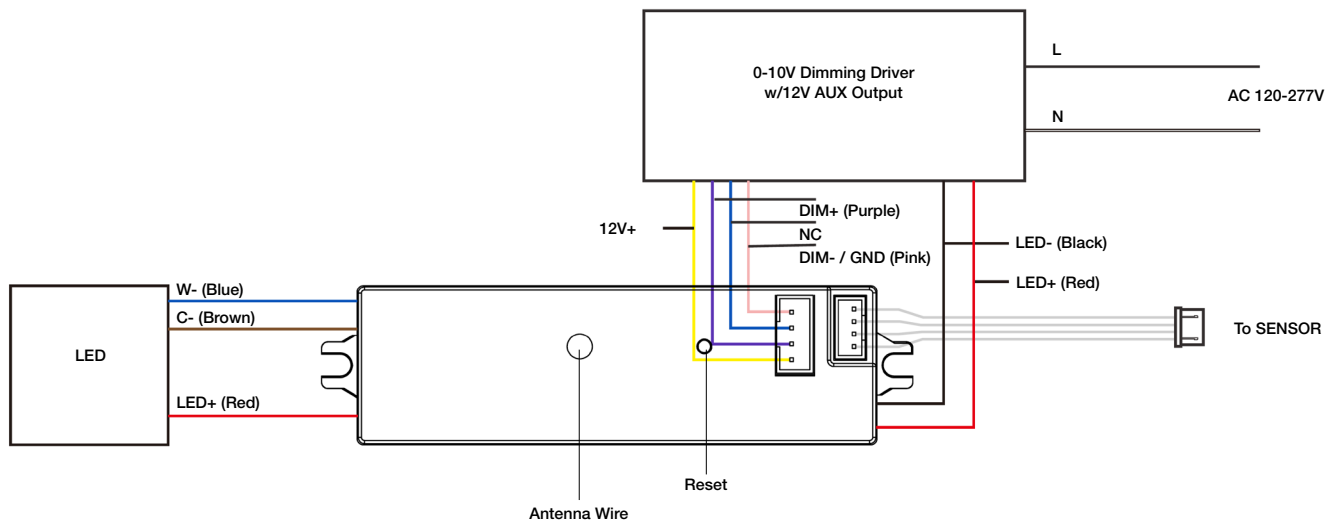 0-10V Dimming Driver
w/12V AUX Output
L
AC 120-277V
N
12V+
DIM+ (Purple)
NC
DIM- / GND (Pink)
LED- (Black)
LED+ (Red)
W- (Blue)
C- (Brown)
LED
LED+ (Red)
To SENSOR
Reset
Antenna Wire